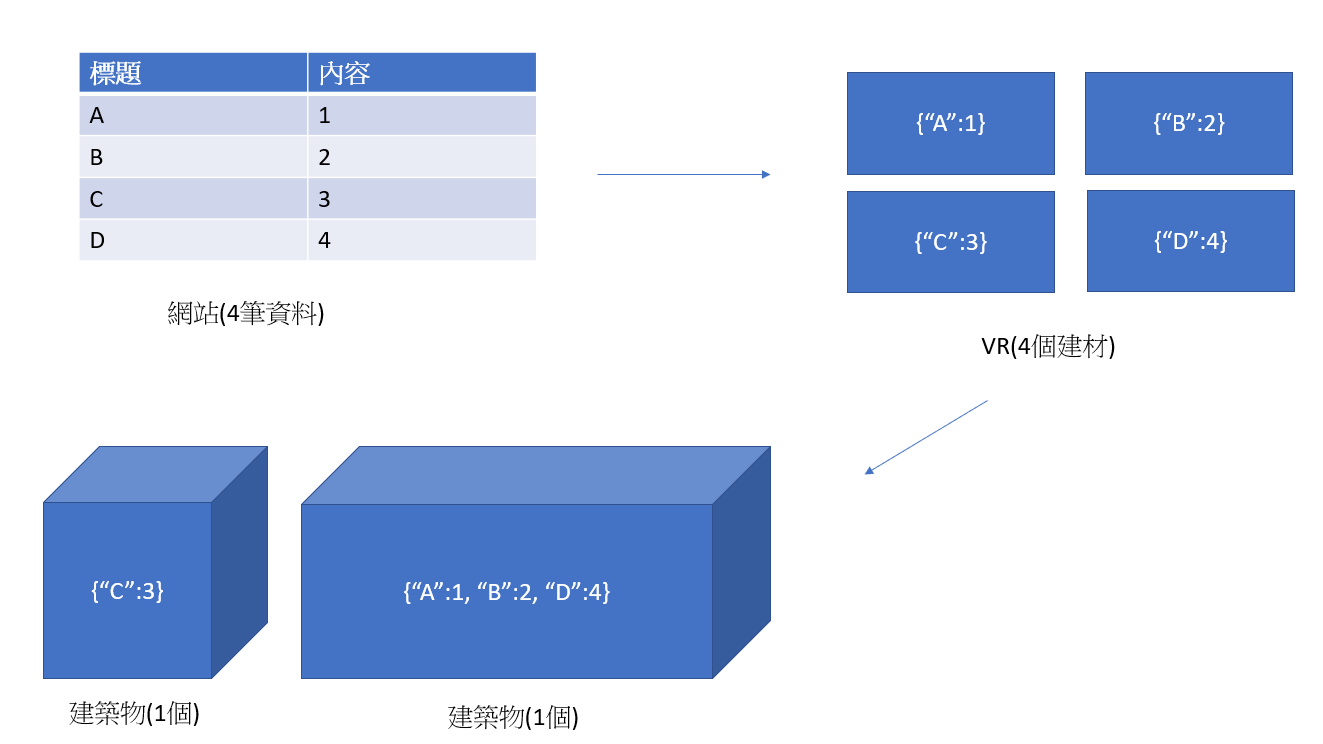 標題 內容
A 1
B 2
C 3
D 4
網站(4筆資料)
{“A”:1} {“B”:2}
{“C”:3} {“D”:4}
VR(4個建材)
{“C”:3}
建築物(1個)
{“A”:1, “B”:2, “D”:4}
建築物(1個)